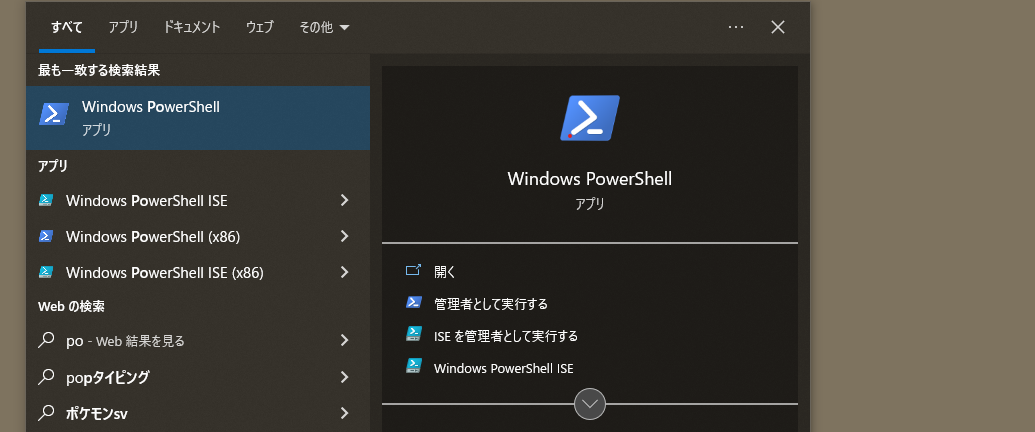 すべて アプリ ドキュメント ウェブ その他
最も一致する検索結果
Windows PowerShell
アプリ
アプリ
Windows PowerShell ISE
Windows PowerShell (x86)
Windows PowerShell ISE (x86)
Web の検索
po - Web 結果を見る
popタイピング
ポケモンsv
Windows PowerShell
アプリ
開く
管理者として実行する
ISE を管理者として実行する
Windows PowerShell ISE